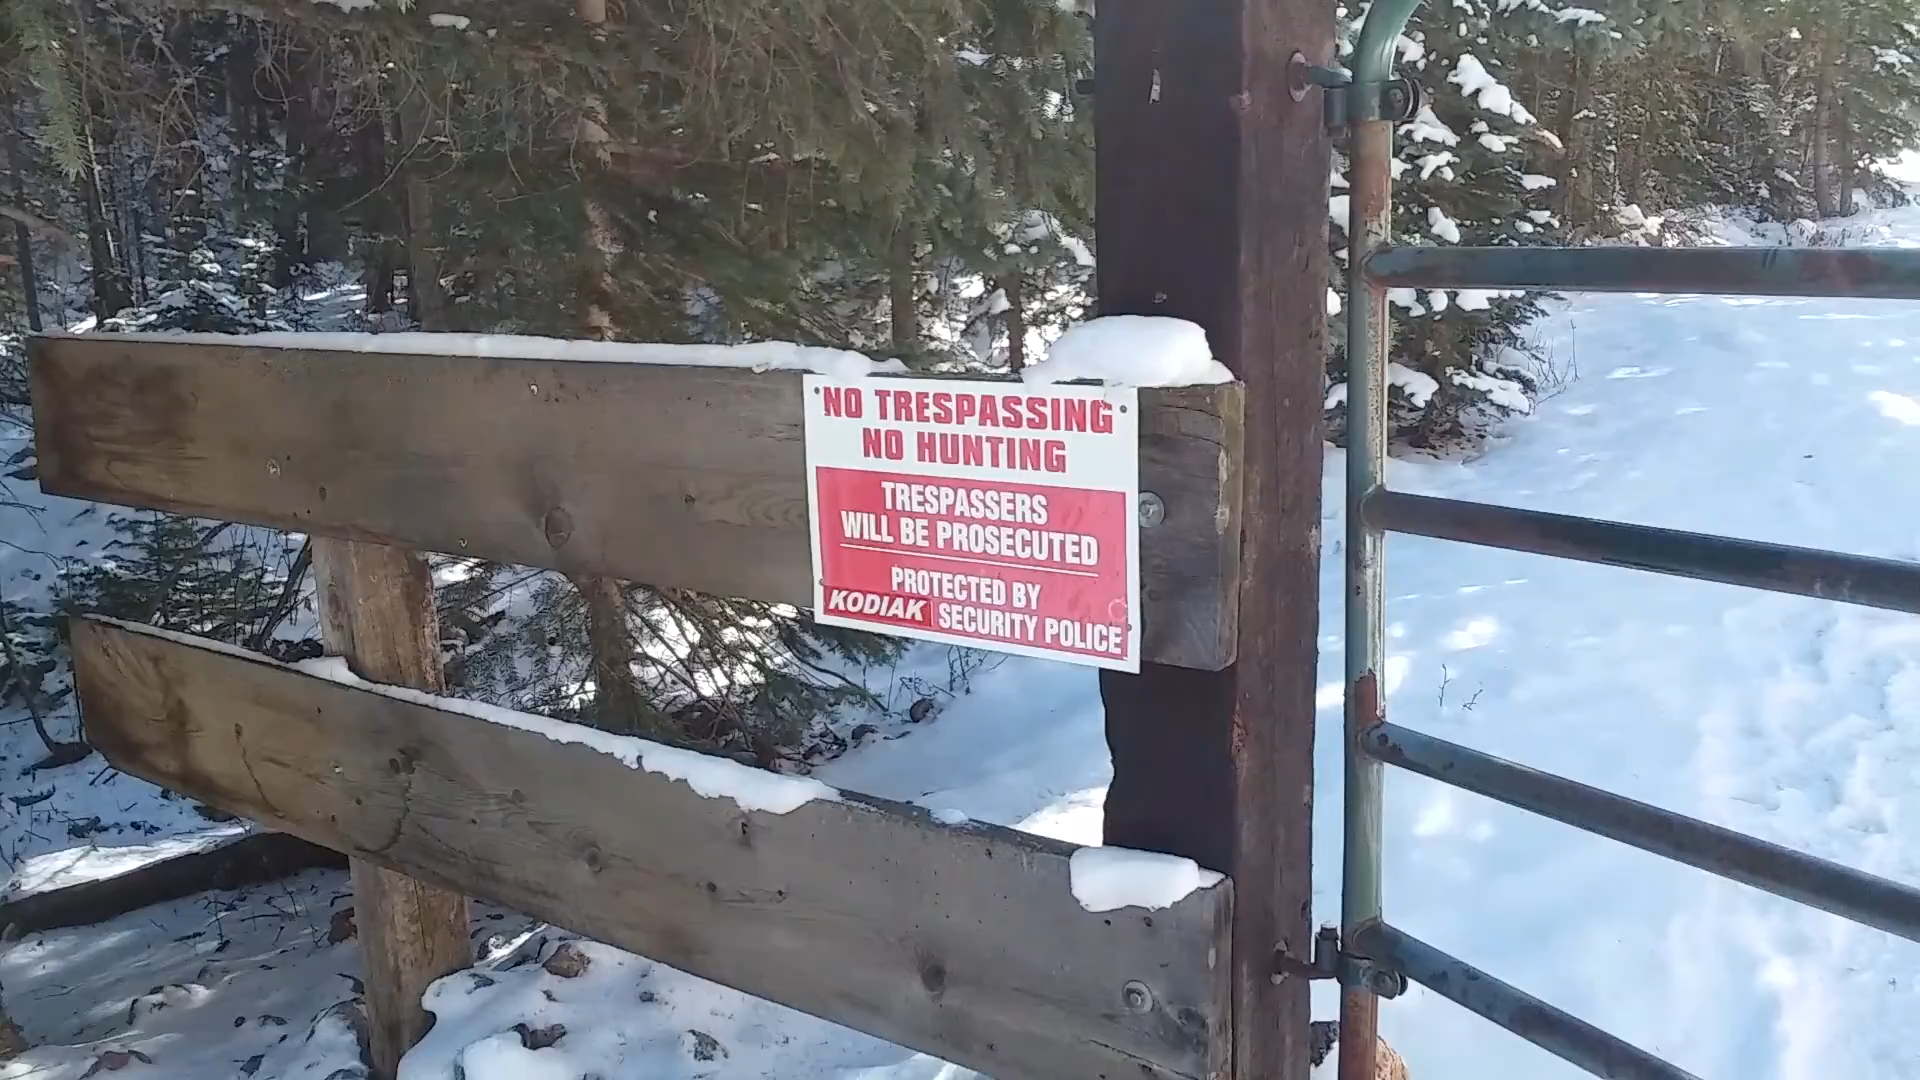 NO TRESPASSING
NO HUNTING
TRESPASSERS
WILL BE PROSECUTED
PROTECTED BY
KODIAK SECURITY POLICE